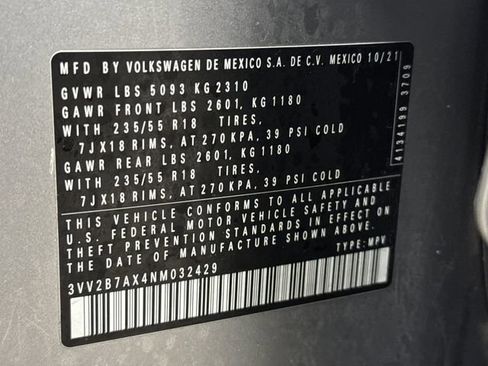 MFD BY VOLKSWAGEN DE MEXICO S.A. DE C.V. MEXICO 10/21
GVWR LBS 5093 KG 2310
GAWR FRONT LBS 2601, KG 1180
WITH 235/55 R18 TIRES,
7JX18 RIMS, AT 270 KPA, 39 PSI COLD
GAWR REAR LBS 2601, KG 1180
WITH 235/55 R18 TIRES,
7JX18 RIMS, AT 270 KPA, 39 PSI COLD
THIS VEHICLE CONFORMS TO ALL APPLICABLE
U.S. FEDERAL MOTOR VEHICLE SAFETY AND
THEFT PREVENTION STANDARDS IN EFFECT ON
THE DATE OF MANUFACTURE SHOWN ABOVE.
3VV2B7AX4NM032429 TYPE: MPV
4134199 3709